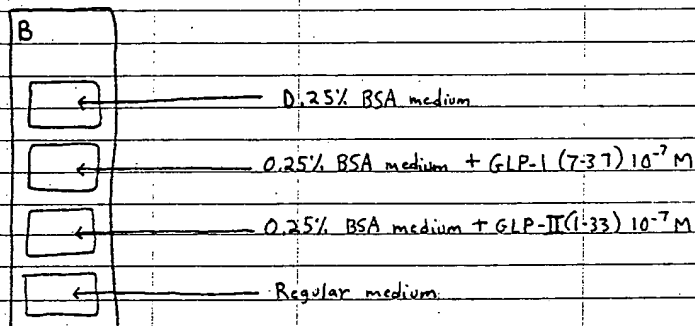 B
0.25% BSA medium
0.25% BSA medium + GLP-1 (7-37) 10⁻⁷ M
0.25% BSA medium + GLP-II (1-33) 10⁻⁷ M
Regular medium